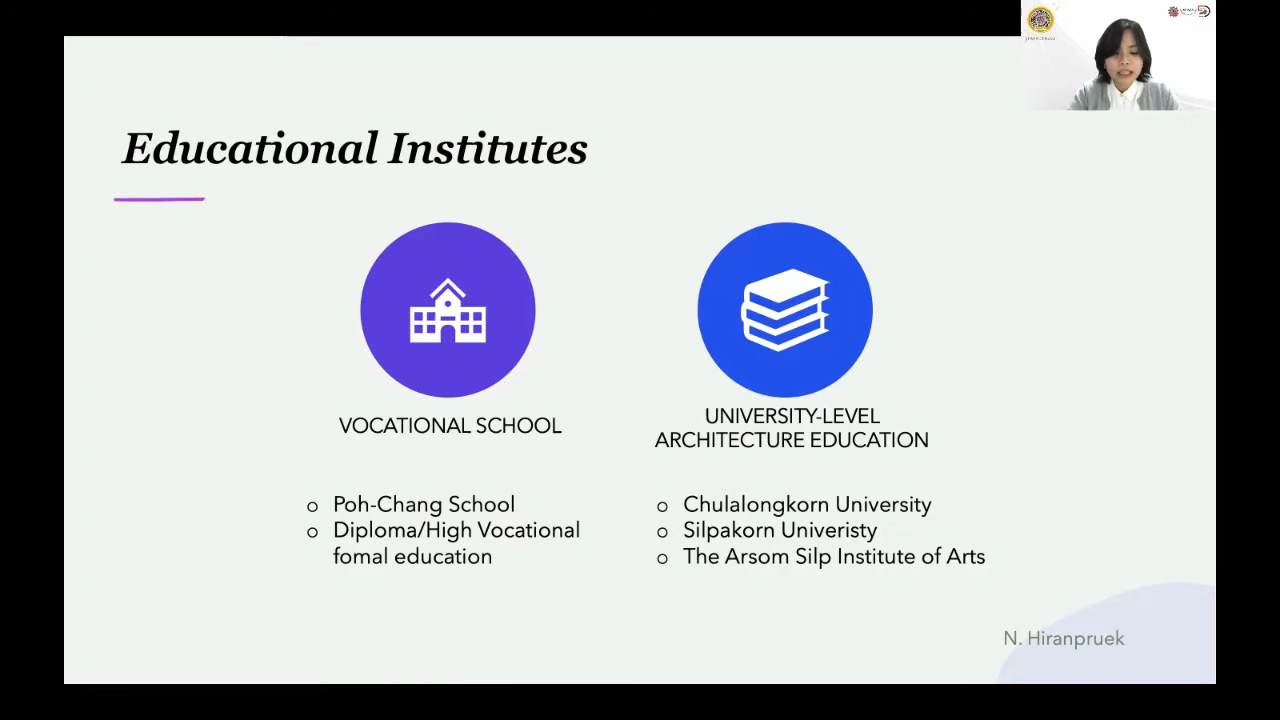 Educational Institutes
VOCATIONAL SCHOOL
Poh-Chang School
Diploma/High Vocational
fomal education
UNIVERSITY-LEVEL
ARCHITECTURE EDUCATION
Chulalongkorn University
Silpakorn Univeristy
The Arsom Silp Institute of Arts
N. Hiranpruek